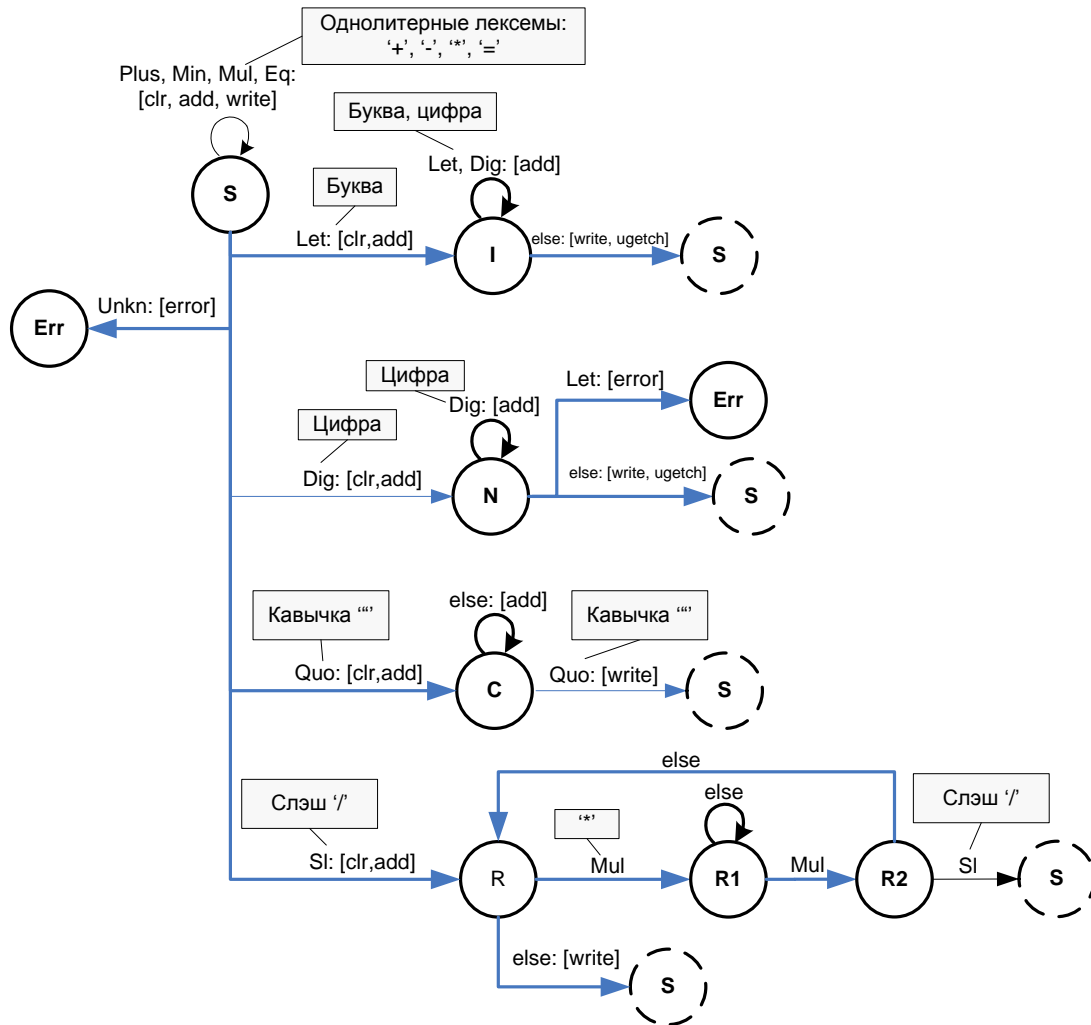 Однолитерные лексемы:
‘+’, ‘-’, ‘*’, ‘=’
Plus, Min, Mul, Eq:
[clr, add, write]
Буква, цифра
Let, Dig: [add]
S
Буква
Let: [clr,add]
I
else: [write, ugetch]
S
Unkn: [error]
Err
Цифра
Dig: [add]
Let: [error]
Err
Цифра
Dig: [clr,add]
N
else: [write, ugetch]
S
Кавычка ‘“’
else: [add]
Кавычка ‘“’
Quo: [clr,add]
C
Quo: [write]
S
else
Слэш ‘/’
‘*’
else
Слэш ‘/’
Sl: [clr,add]
R
Mul
R1
Mul
R2
Sl
S
else: [write]
S